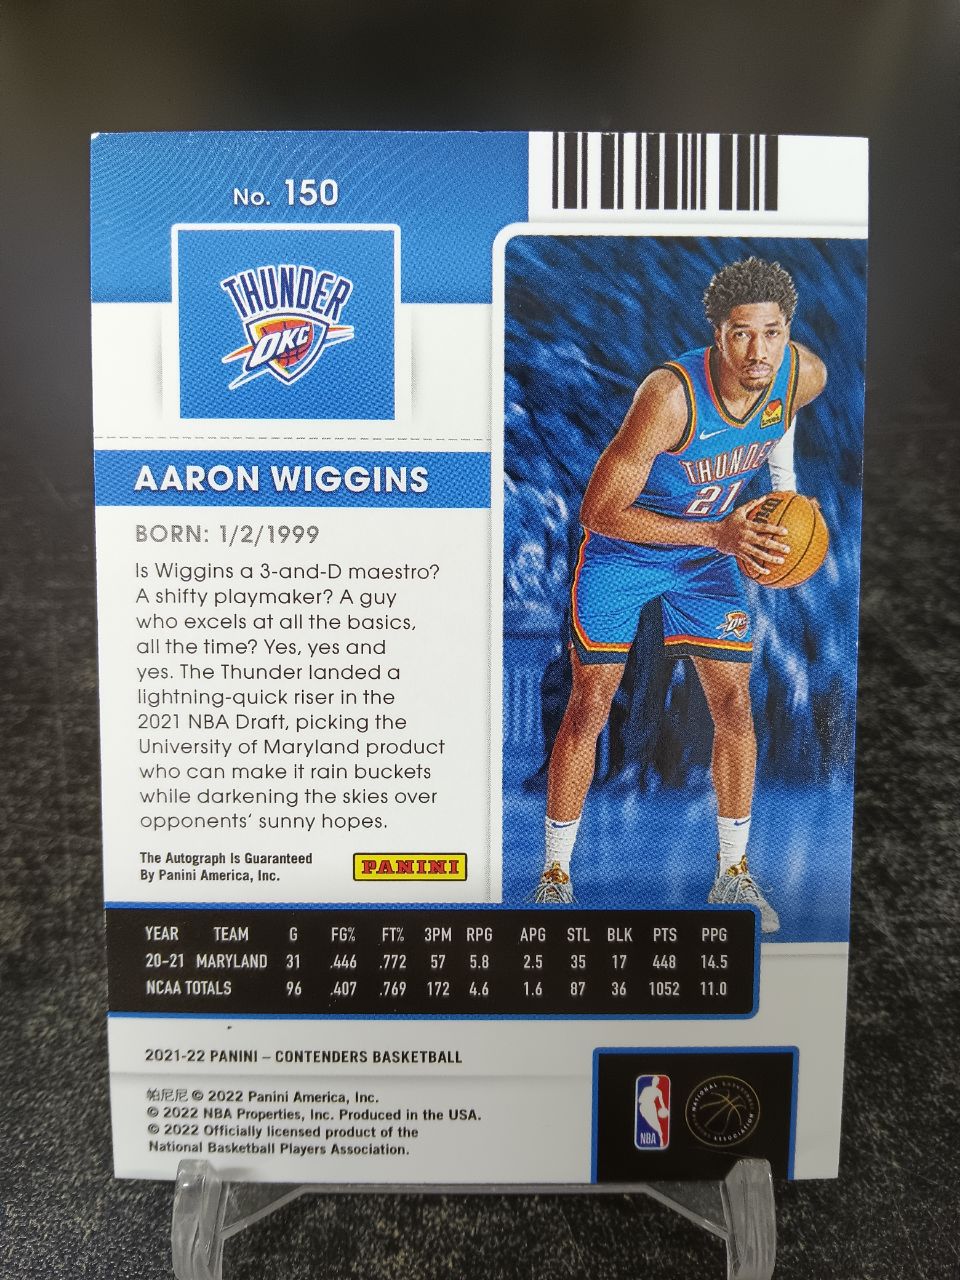 No. 150
THUNDER
OKC
AARON WIGGINS
BORN: 1/2/1999
Is Wiggins a 3-and-D maestro?
A shifty playmaker? A guy
who excels at all the basics,
all the time? Yes, yes and
yes. The Thunder landed a
lightning-quick riser in the
2021 NBA Draft, picking the
University of Maryland product
who can make it rain buckets
while darkening the skies over
opponents' sunny hopes.
The Autograph Is Guaranteed
By Panini America, Inc.
PANINI
THUNDE
21
OKC
YEAR TEAM G FG% FT% 3PM RPG APG STL BLK PTS PPG
20-21 MARYLAND 31 .446 .772 57 5.8 2.5 35 17 448 14.5
NCAA TOTALS 96 .407 .769 172 4.6 1.6 87 36 1052 11.0
2021-22 PANINI – CONTENDERS BASKETBALL
帕尼尼 © 2022 Panini America, Inc.
© 2022 NBA Properties, Inc. Produced in the USA.
© 2022 Officially licensed product of the
National Basketball Players Association.
NBA
NATIONAL BASKETBALL
ASSOCIATION